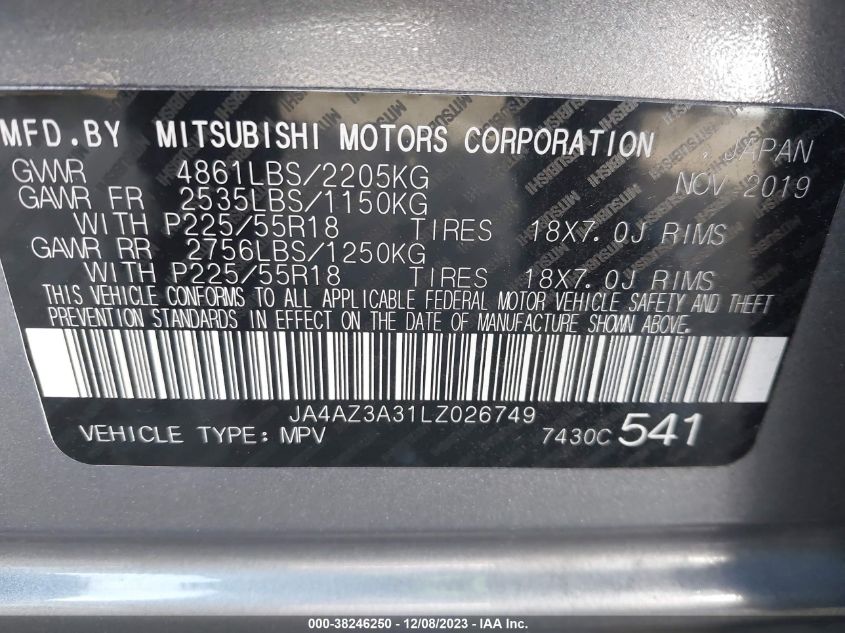 MFD.BY MITSUBISHI MOTORS CORPORATION , JAPAN
GVWR 4861LBS/2205KG NOV 2019
GAWR FR 2535LBS/1150KG
WITH P225/55R18 TIRES 18X7.0J RIMS
GAWR RR 2756LBS/1250KG
WITH P225/55R18 TIRES 18X7.0J RIMS
THIS VEHICLE CONFORMS TO ALL APPLICABLE FEDERAL MOTOR VEHICLE SAFETY AND THEFT
PREVENTION STANDARDS IN EFFECT ON THE DATE OF MANUFACTURE SHOWN ABOVE.
JA4AZ3A31LZ026749
VEHICLE TYPE: MPV 7430C 541
000-38246250 - 12/08/2023 - IAA Inc.